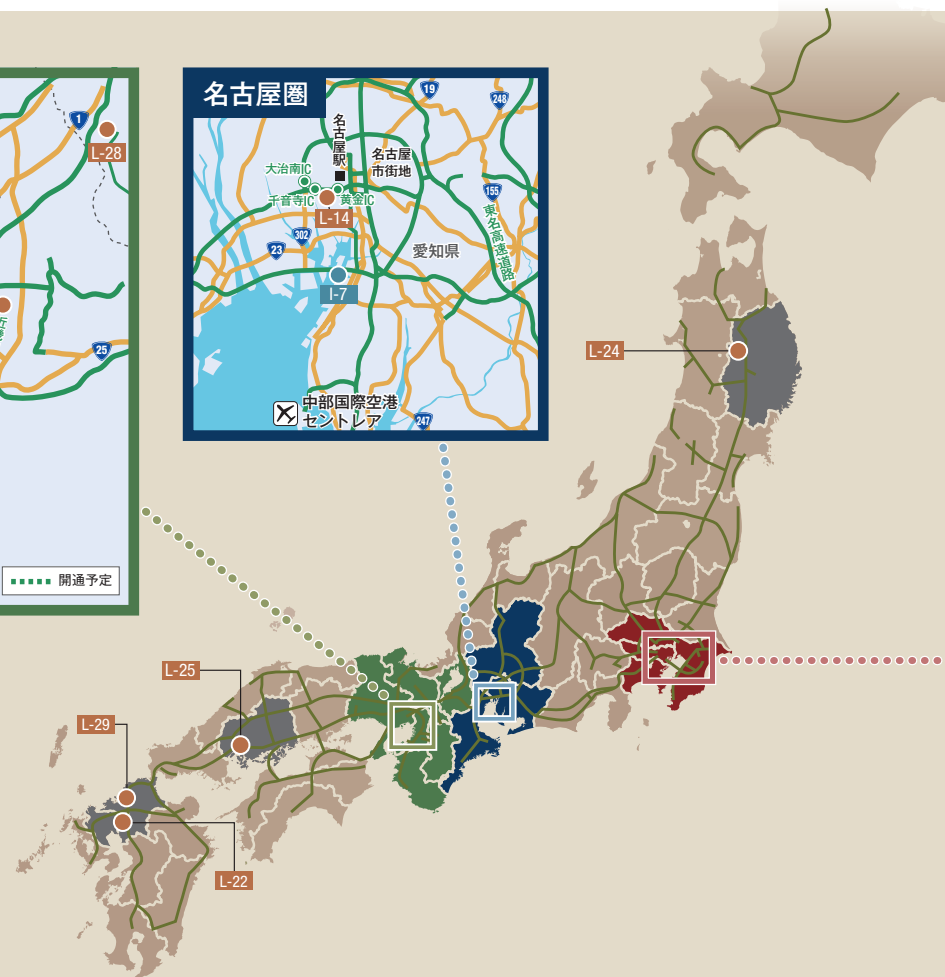 1
L-28
25
開通予定
名古屋圏
19
248
名古屋駅
名古屋
市街地
大治南IC
千音寺IC
黄金IC
L-14
155
東名高速道路
302
23
愛知県
I-7
中部国際空港
セントレア
247
L-24
L-25
L-29
L-22